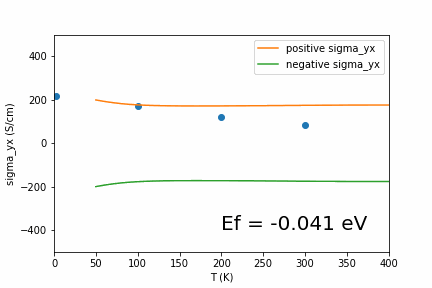 positive sigma_yx
negative sigma_yx
400
200
0
−200
−400
sigma_yx (S/cm)
Ef = -0.041 eV
0
50
100
150
200
250
300
350
400
T (K)